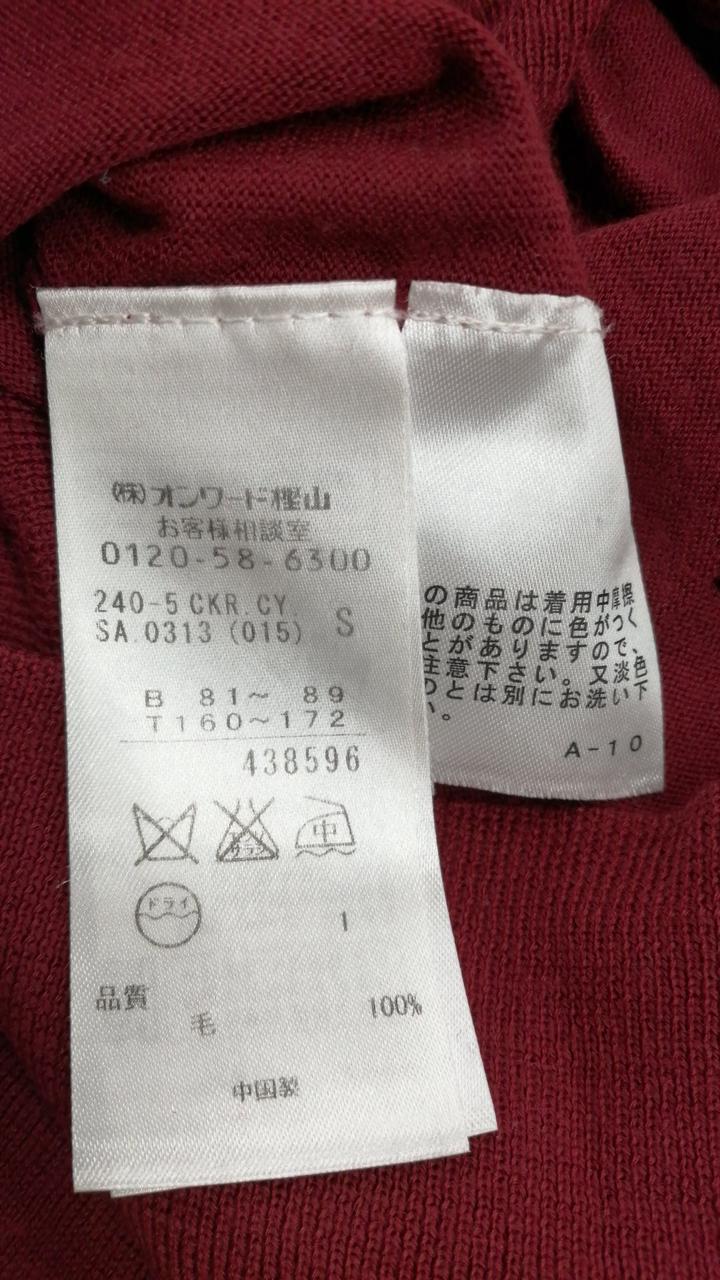 (株)オンワード樫山
お客様相談室
0120-58-6300
240-5 CKR.CY. S
SA.0313 (015)
B 81～ 89
T160～172
438596
中
サラシ
ドライ
1
品質
毛 100%
中国製
の商品は着用中摩擦
の他のものに色がつく
とがあります ので、
注意下さい。又淡色
のとは別にお洗い下
い。
A-10